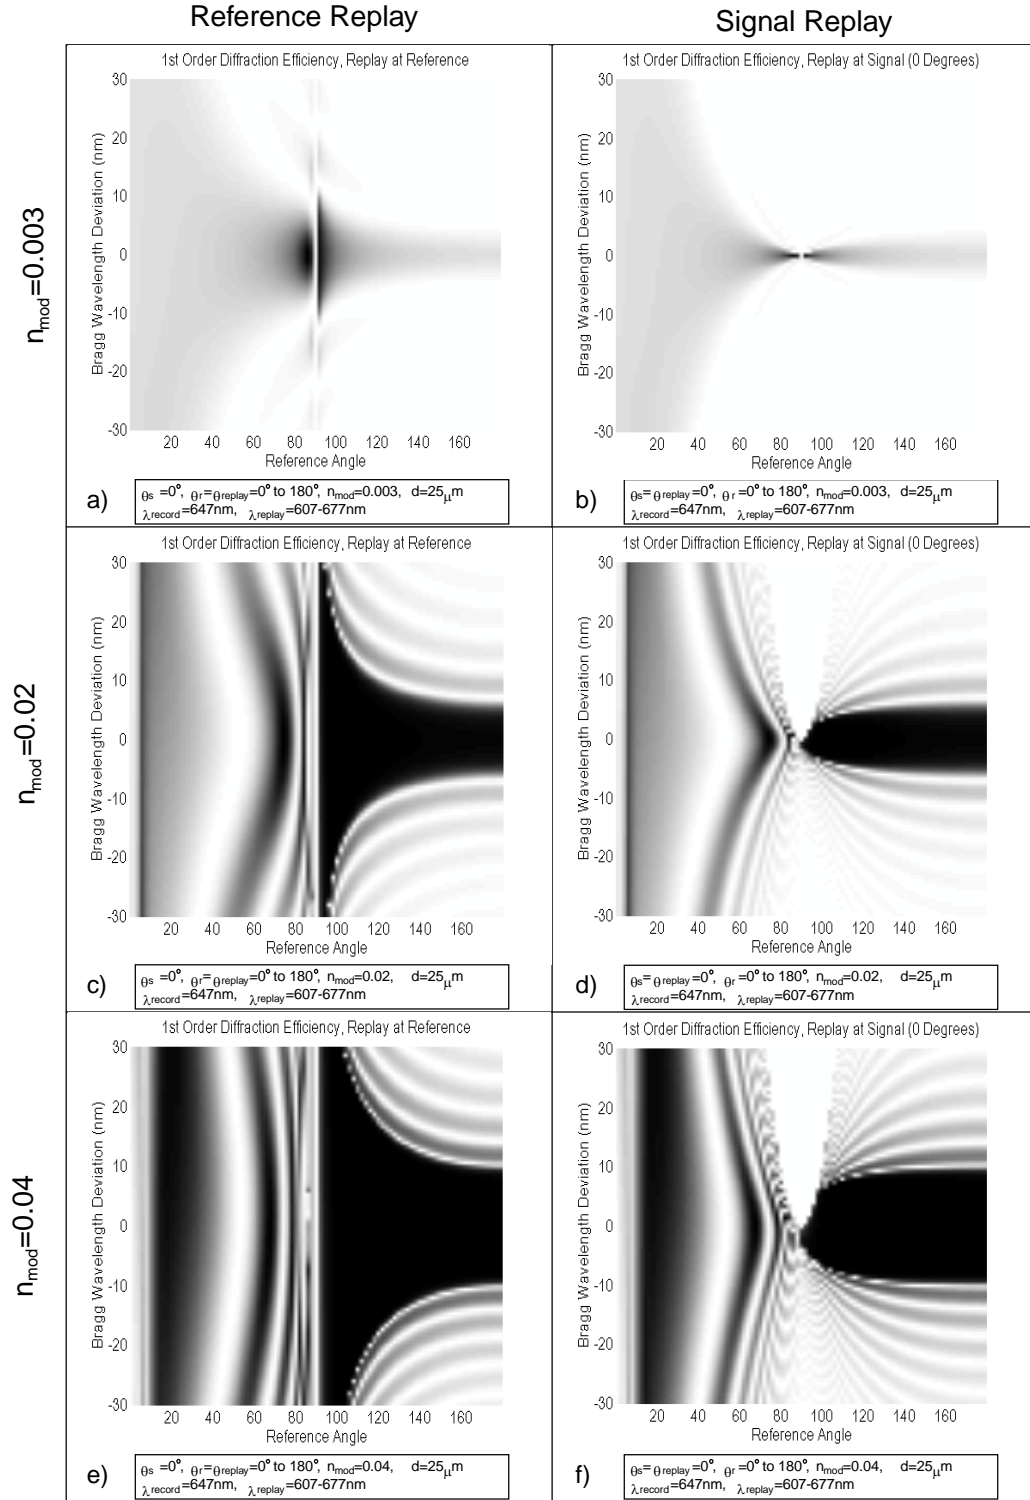 Reference Replay
Signal Replay
n_mod=0.003
1st Order Diffraction Efficiency, Replay at Reference
Bragg Wavelength Deviation (nm)
30
20
10
0
-10
-20
-30
20 40 60 80 100 120 140 160
Reference Angle
a)
θs =0°, θr=θreplay=0° to 180°, nmod=0.003, d=25μm
λrecord=647nm, λreplay=607-677nm
1st Order Diffraction Efficiency, Replay at Signal (0 Degrees)
Bragg Wavelength Deviation (nm)
30
20
10
0
-10
-20
-30
20 40 60 80 100 120 140 160
Reference Angle
b)
θs=θreplay=0°, θr=0° to 180°, nmod=0.003, d=25μm
λrecord=647nm, λreplay=607-677nm
n_mod=0.02
1st Order Diffraction Efficiency, Replay at Reference
Bragg Wavelength Deviation (nm)
30
20
10
0
-10
-20
-30
20 40 60 80 100 120 140 160
Reference Angle
c)
θs =0°, θr=θreplay=0° to 180°, nmod=0.02, d=25μm
λrecord=647nm, λreplay=607-677nm
1st Order Diffraction Efficiency, Replay at Signal (0 Degrees)
Bragg Wavelength Deviation (nm)
30
20
10
0
-10
-20
-30
20 40 60 80 100 120 140 160
Reference Angle
d)
θs=θreplay=0°, θr=0° to 180°, nmod=0.02, d=25μm
λrecord=647nm, λreplay=607-677nm
n_mod=0.04
1st Order Diffraction Efficiency, Replay at Reference
Bragg Wavelength Deviation (nm)
30
20
10
0
-10
-20
-30
20 40 60 80 100 120 140 160
Reference Angle
e)
θs =0°, θr=θreplay=0° to 180°, nmod=0.04, d=25μm
λrecord=647nm, λreplay=607-677nm
1st Order Diffraction Efficiency, Replay at Signal (0 Degrees)
Bragg Wavelength Deviation (nm)
30
20
10
0
-10
-20
-30
20 40 60 80 100 120 140 160
Reference Angle
f)
θs=θreplay=0°, θr=0° to 180°, nmod=0.04, d=25μm
λrecord=647nm, λreplay=607-677nm